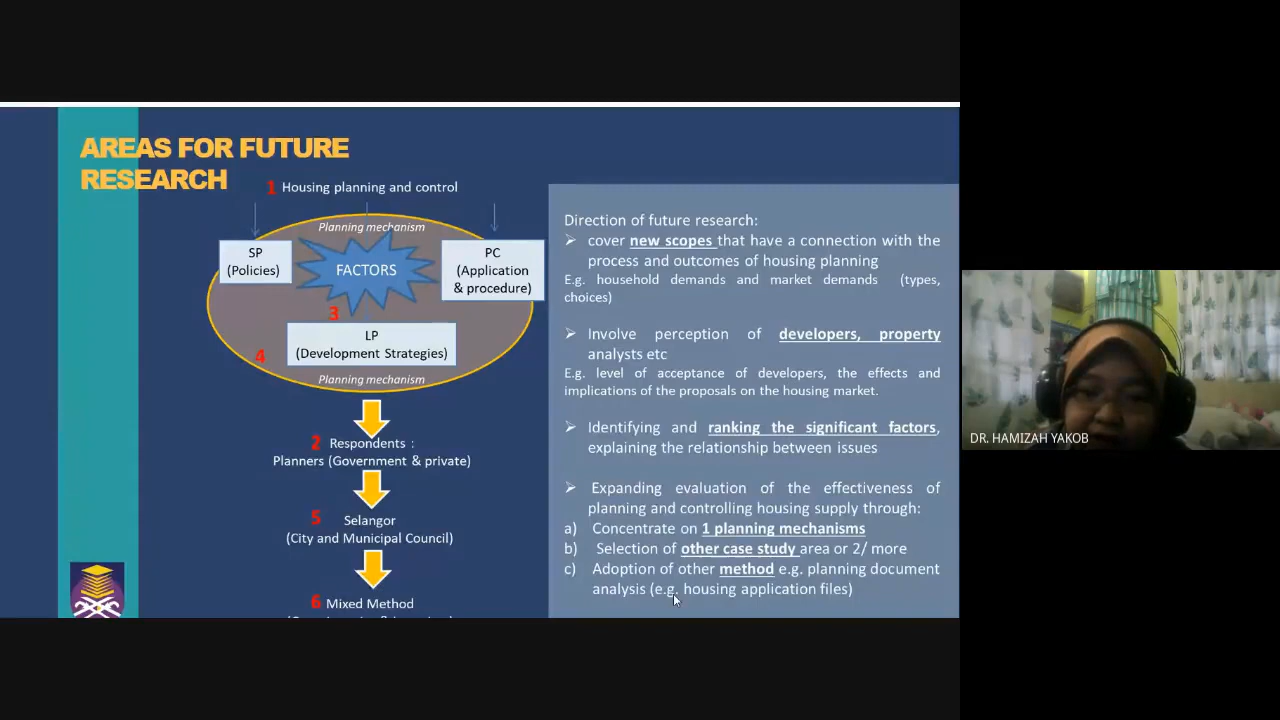 AREAS FOR FUTURE
RESEARCH
1 Housing planning and control
Planning mechanism
SP
(Policies)
FACTORS
PC
(Application
& procedure)
3
LP
(Development Strategies)
4
Planning mechanism
2 Respondents :
Planners (Government & private)
5 Selangor
(City and Municipal Council)
6 Mixed Method
Direction of future research:
➢ cover new scopes that have a connection with the
process and outcomes of housing planning
E.g. household demands and market demands (types,
choices)
➢ Involve perception of developers, property
analysts etc
E.g. level of acceptance of developers, the effects and
implications of the proposals on the housing market.
➢ Identifying and ranking the significant factors,
explaining the relationship between issues
➢ Expanding evaluation of the effectiveness of
planning and controlling housing supply through:
a) Concentrate on 1 planning mechanisms
b) Selection of other case study area or 2/ more
c) Adoption of other method e.g. planning document
analysis (e.g. housing application files)
DR. HAMIZAH YAKOB